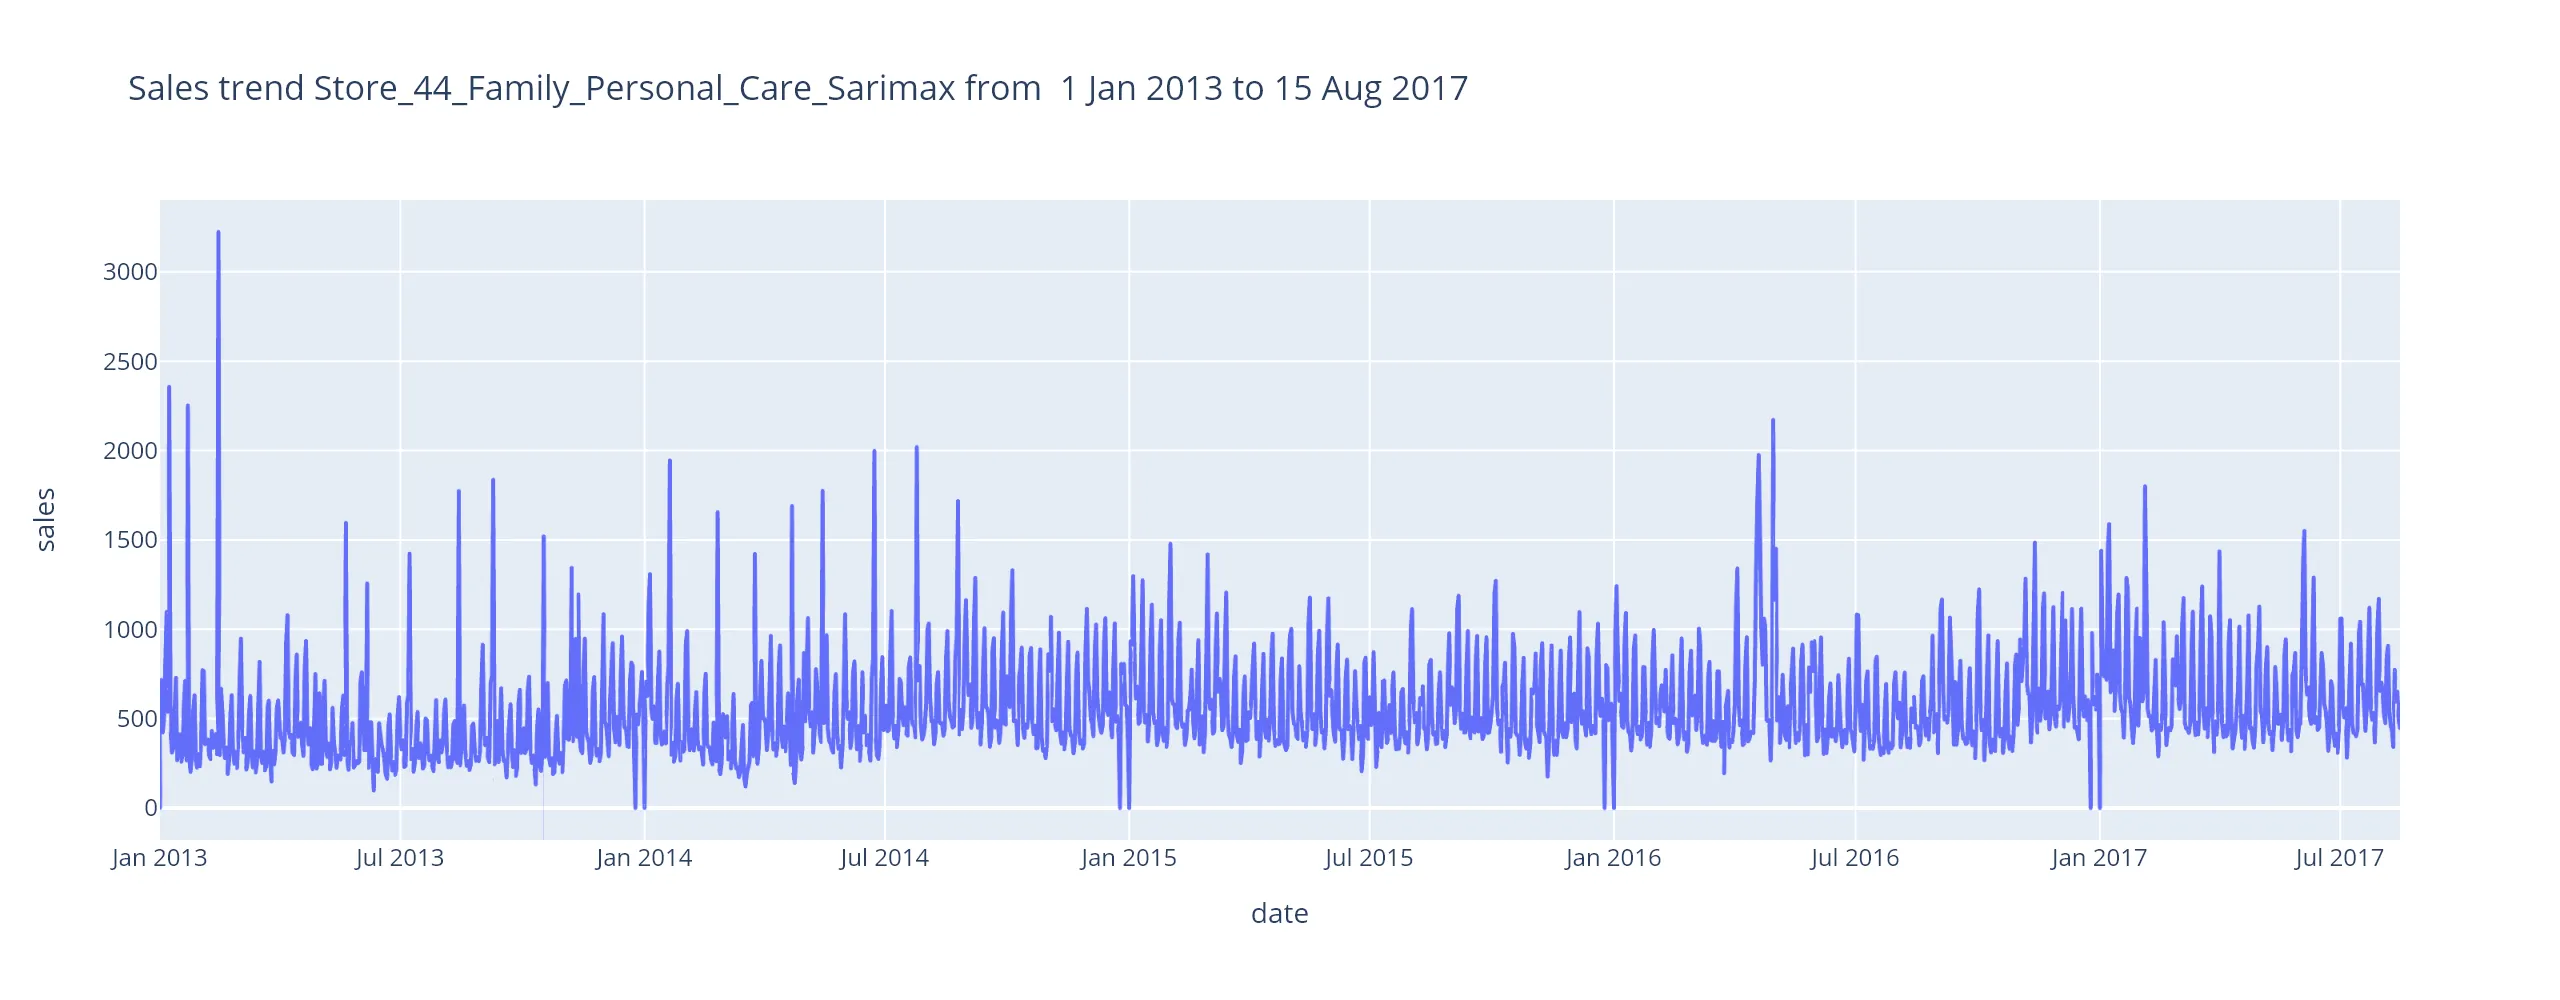 Sales trend Store_44_Family_Personal_Care_Sarimax from  1 Jan 2013 to 15 Aug 2017
3000
2500
2000
1500
1000
500
0
sales
Jan 2013 Jul 2013 Jan 2014 Jul 2014 Jan 2015 Jul 2015 Jan 2016 Jul 2016 Jan 2017 Jul 2017
date